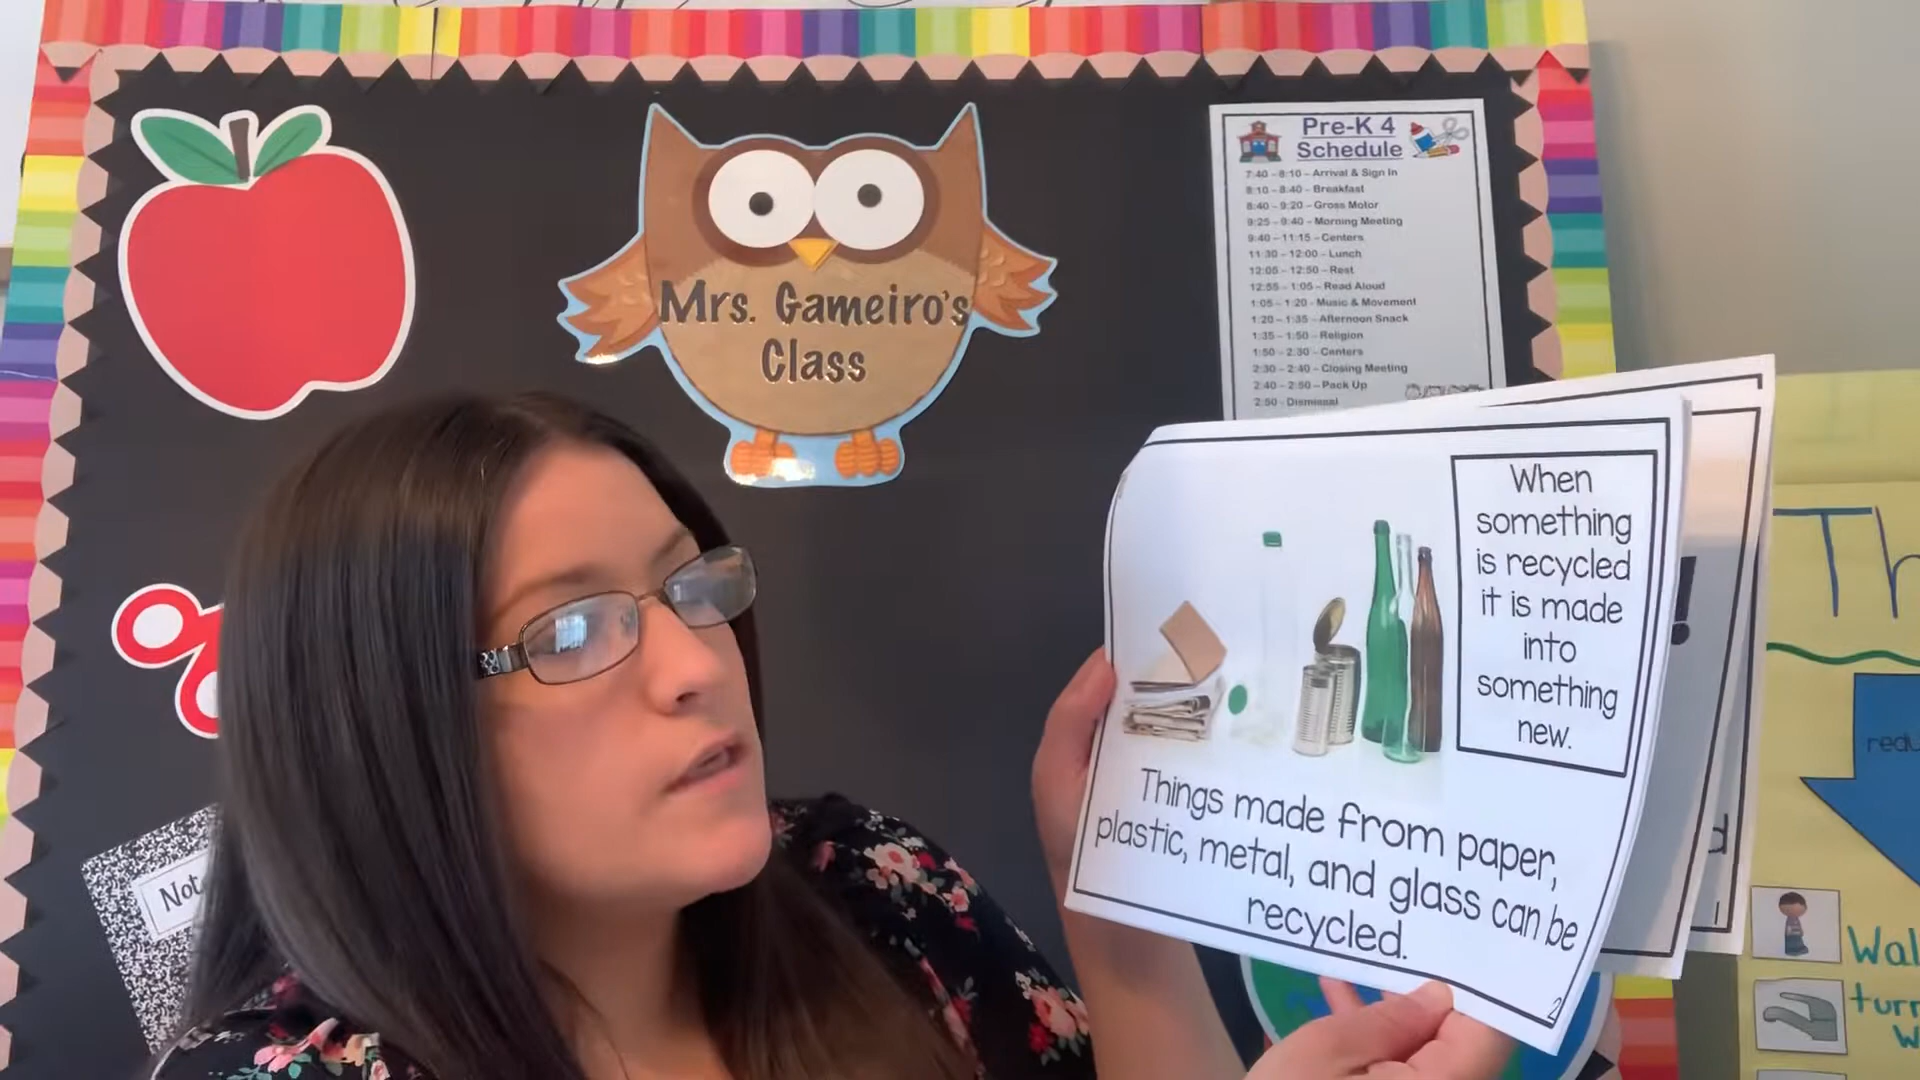 Mrs. Gameiro's
Class
Pre-K 4
Schedule
7:40 - 8:10 - Arrival & Sign In
8:10 - 8:40 - Breakfast
8:40 - 9:20 - Gross Motor
9:25 - 9:40 - Morning Meeting
9:40 - 11:15 - Centers
11:30 - 12:00 - Lunch
12:05 - 12:50 - Rest
12:55 - 1:05 - Read Aloud
1:05 - 1:20 - Music & Movement
1:20 - 1:35 - Afternoon Snack
1:35 - 1:50 - Religion
1:50 - 2:30 - Centers
2:30 - 2:40 - Closing Meeting
2:40 - 2:50 - Pack Up
2:50 - Dismissal
When
something
is recycled
it is made
into
something
new.
Things made from paper,
plastic, metal, and glass can be
recycled.
2
!
d
Th
redu
Wal
turn
w
Not